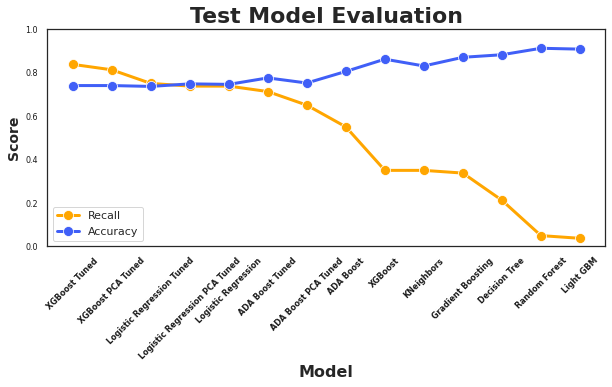 Test Model Evaluation
Score
1.0
0.8
0.6
0.4
0.2
0.0
Recall
Accuracy
XGBoost Tuned
XGBoost PCA Tuned
Logistic Regression Tuned
Logistic Regression PCA Tuned
Logistic Regression
ADA Boost Tuned
ADA Boost PCA Tuned
ADA Boost
XGBoost
KNeighbors
Gradient Boosting
Decision Tree
Random Forest
Light GBM
Model